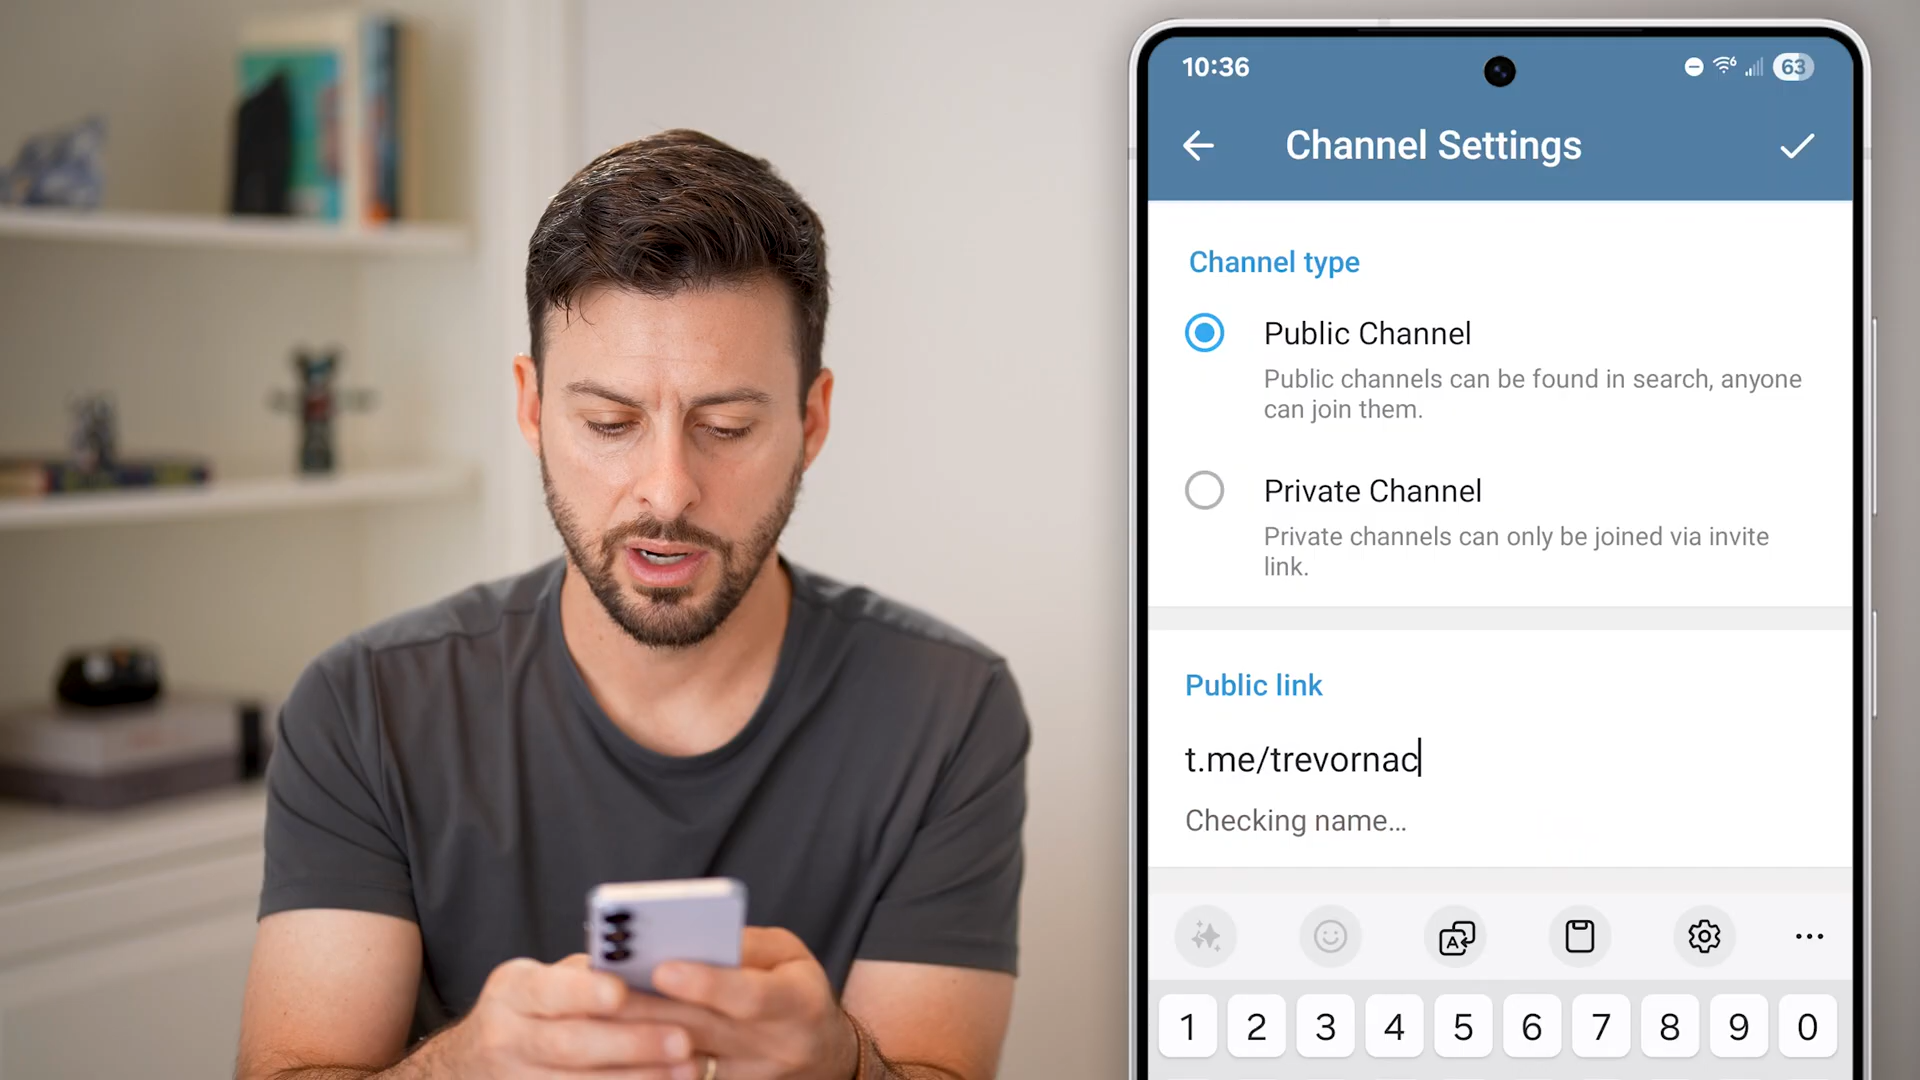 10:36
63
Channel Settings
Channel type
Public Channel
Public channels can be found in search, anyone
can join them.
Private Channel
Private channels can only be joined via invite
link.
Public link
t.me/trevornac
Checking name...
A
1 2 3 4 5 6 7 8 9 0